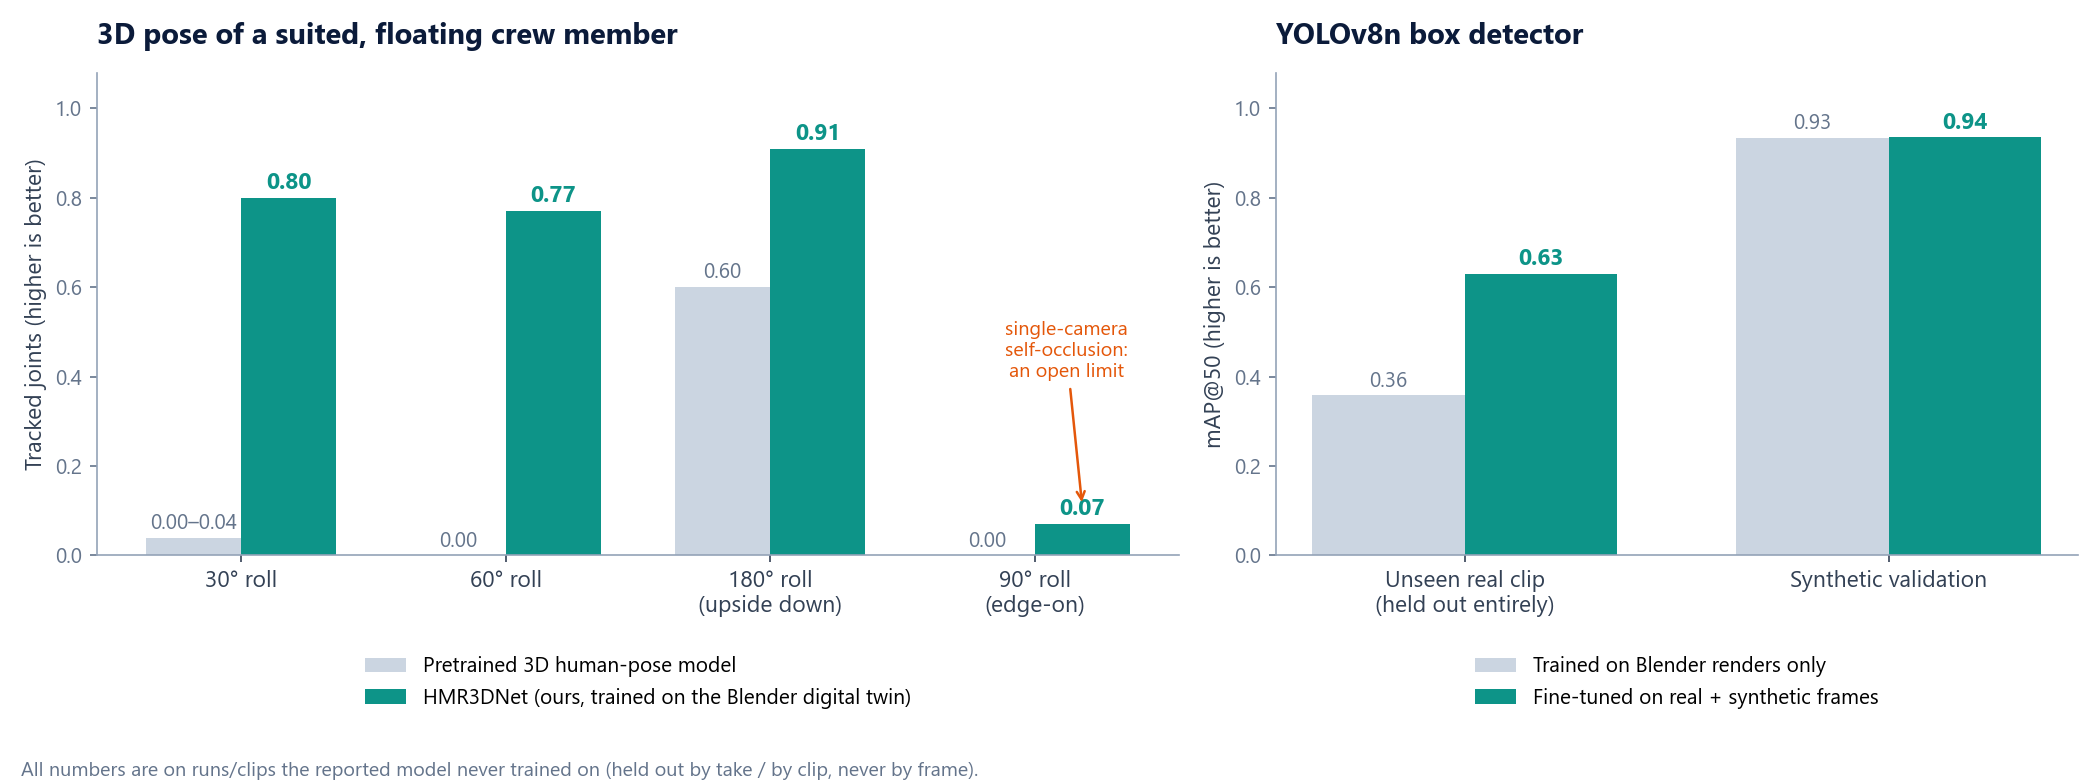 3D pose of a suited, floating crew member
Tracked joints (higher is better)
1.0
0.8
0.6
0.4
0.2
0.0
0.00–0.04
0.80
0.00
0.77
0.60
0.91
single-camera
self-occlusion:
an open limit
0.00
0.07
30° roll
60° roll
180° roll
(upside down)
90° roll
(edge-on)
Pretrained 3D human-pose model
HMR3DNet (ours, trained on the Blender digital twin)
YOLOv8n box detector
mAP@50 (higher is better)
1.0
0.8
0.6
0.4
0.2
0.0
0.36
0.63
0.93
0.94
Unseen real clip
(held out entirely)
Synthetic validation
Trained on Blender renders only
Fine-tuned on real + synthetic frames
All numbers are on runs/clips the reported model never trained on (held out by take / by clip, never by frame).